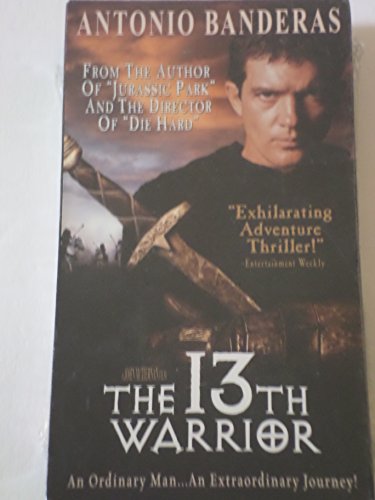 ANTONIO BANDERAS
FROM THE AUTHOR
OF "JURASSIC PARK"
AND THE DIRECTOR
OF "DIE HARD"
"Exhilarating
Adventure
Thriller!"
-Entertainment Weekly
THE 13TH
WARRIOR
An Ordinary Man...An Extraordinary Journey!